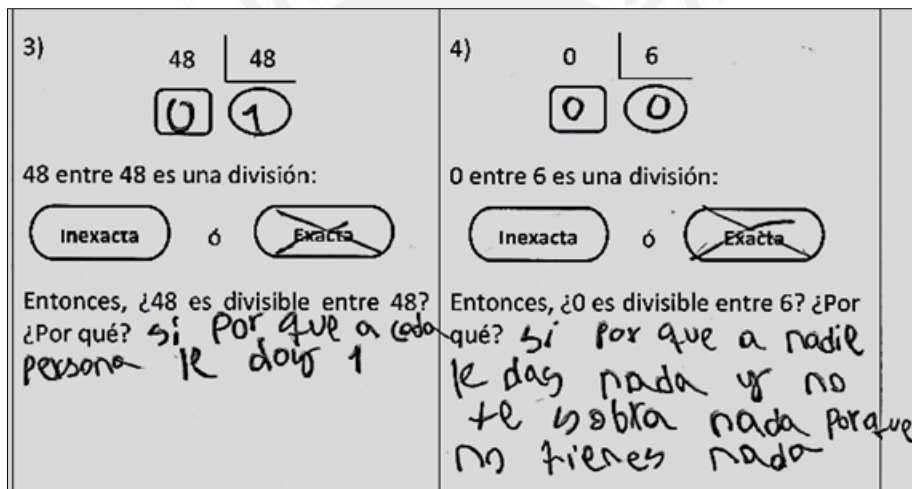 3)
48 48
0 1
48 entre 48 es una división:
Inexacta ó Exacta
Entonces, ¿48 es divisible entre 48?
¿Por qué? si por que a cada
persona le doy 1
4)
0 6
0 0
0 entre 6 es una división:
Inexacta ó Exacta
Entonces, ¿0 es divisible entre 6? ¿Por
qué? si por que a nadie
le das nada y no
te sobra nada porque
no tienes nada